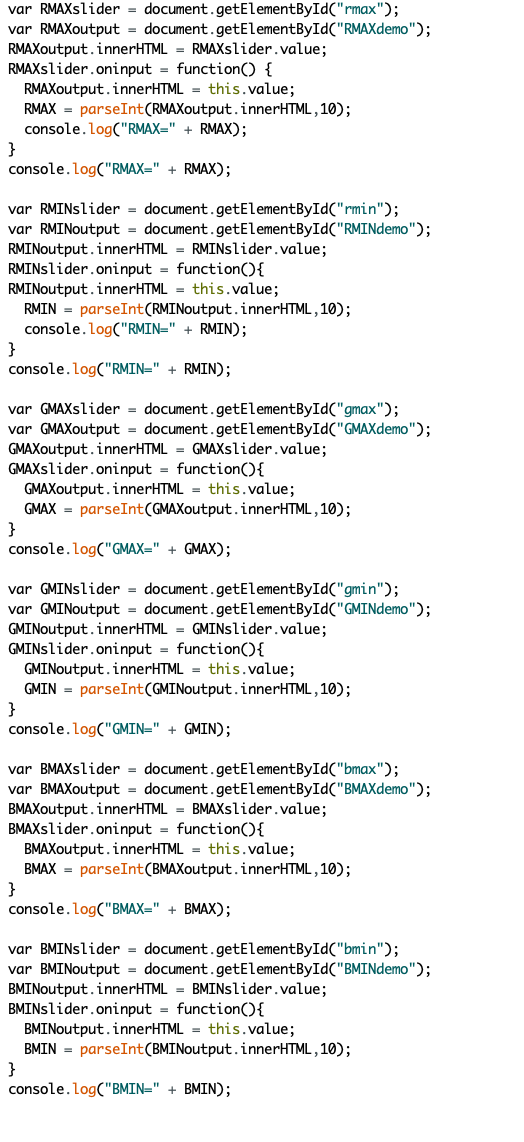 var RMAXslider = document.getElementById("rmax");
var RMAXoutput = document.getElementById("RMAXdemo");
RMAXoutput.innerHTML = RMAXslider.value;
RMAXslider.oninput = function() {
  RMAXoutput.innerHTML = this.value;
  RMAX = parseInt(RMAXoutput.innerHTML,10);
  console.log("RMAX=" + RMAX);
}
console.log("RMAX=" + RMAX);

var RMINslider = document.getElementById("rmin");
var RMINoutput = document.getElementById("RMINdemo");
RMINoutput.innerHTML = RMINslider.value;
RMINslider.oninput = function(){
RMINoutput.innerHTML = this.value;
  RMIN = parseInt(RMINoutput.innerHTML,10);
  console.log("RMIN=" + RMIN);
}
console.log("RMIN=" + RMIN);

var GMAXslider = document.getElementById("gmax");
var GMAXoutput = document.getElementById("GMAXdemo");
GMAXoutput.innerHTML = GMAXslider.value;
GMAXslider.oninput = function(){
  GMAXoutput.innerHTML = this.value;
  GMAX = parseInt(GMAXoutput.innerHTML,10);
}
console.log("GMAX=" + GMAX);

var GMINslider = document.getElementById("gmin");
var GMINoutput = document.getElementById("GMINdemo");
GMINoutput.innerHTML = GMINslider.value;
GMINslider.oninput = function(){
  GMINoutput.innerHTML = this.value;
  GMIN = parseInt(GMINoutput.innerHTML,10);
}
console.log("GMIN=" + GMIN);

var BMAXslider = document.getElementById("bmax");
var BMAXoutput = document.getElementById("BMAXdemo");
BMAXoutput.innerHTML = BMAXslider.value;
BMAXslider.oninput = function(){
  BMAXoutput.innerHTML = this.value;
  BMAX = parseInt(BMAXoutput.innerHTML,10);
}
console.log("BMAX=" + BMAX);

var BMINslider = document.getElementById("bmin");
var BMINoutput = document.getElementById("BMINdemo");
BMINoutput.innerHTML = BMINslider.value;
BMINslider.oninput = function(){
  BMINoutput.innerHTML = this.value;
  BMIN = parseInt(BMINoutput.innerHTML,10);
}
console.log("BMIN=" + BMIN);